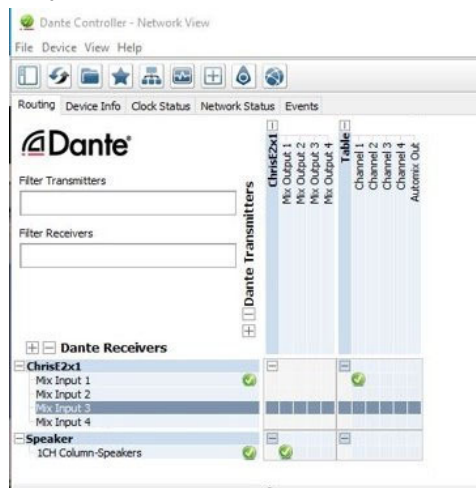 Dante Controller - Network View
File Device View Help
Routing Device Info Clock Status Network Status Events
Dante®
Filter Transmitters
Filter Receivers
Dante Transmitters
ChrisE2x1
Mix Output 1
Mix Output 2
Mix Output 3
Mix Output 4
Table
Channel 1
Channel 2
Channel 3
Channel 4
Automix Out
Dante Receivers
ChrisE2x1
Mix Input 1
Mix Input 2
Mix Input 3
Mix Input 4
Speaker
1CH Column-Speakers